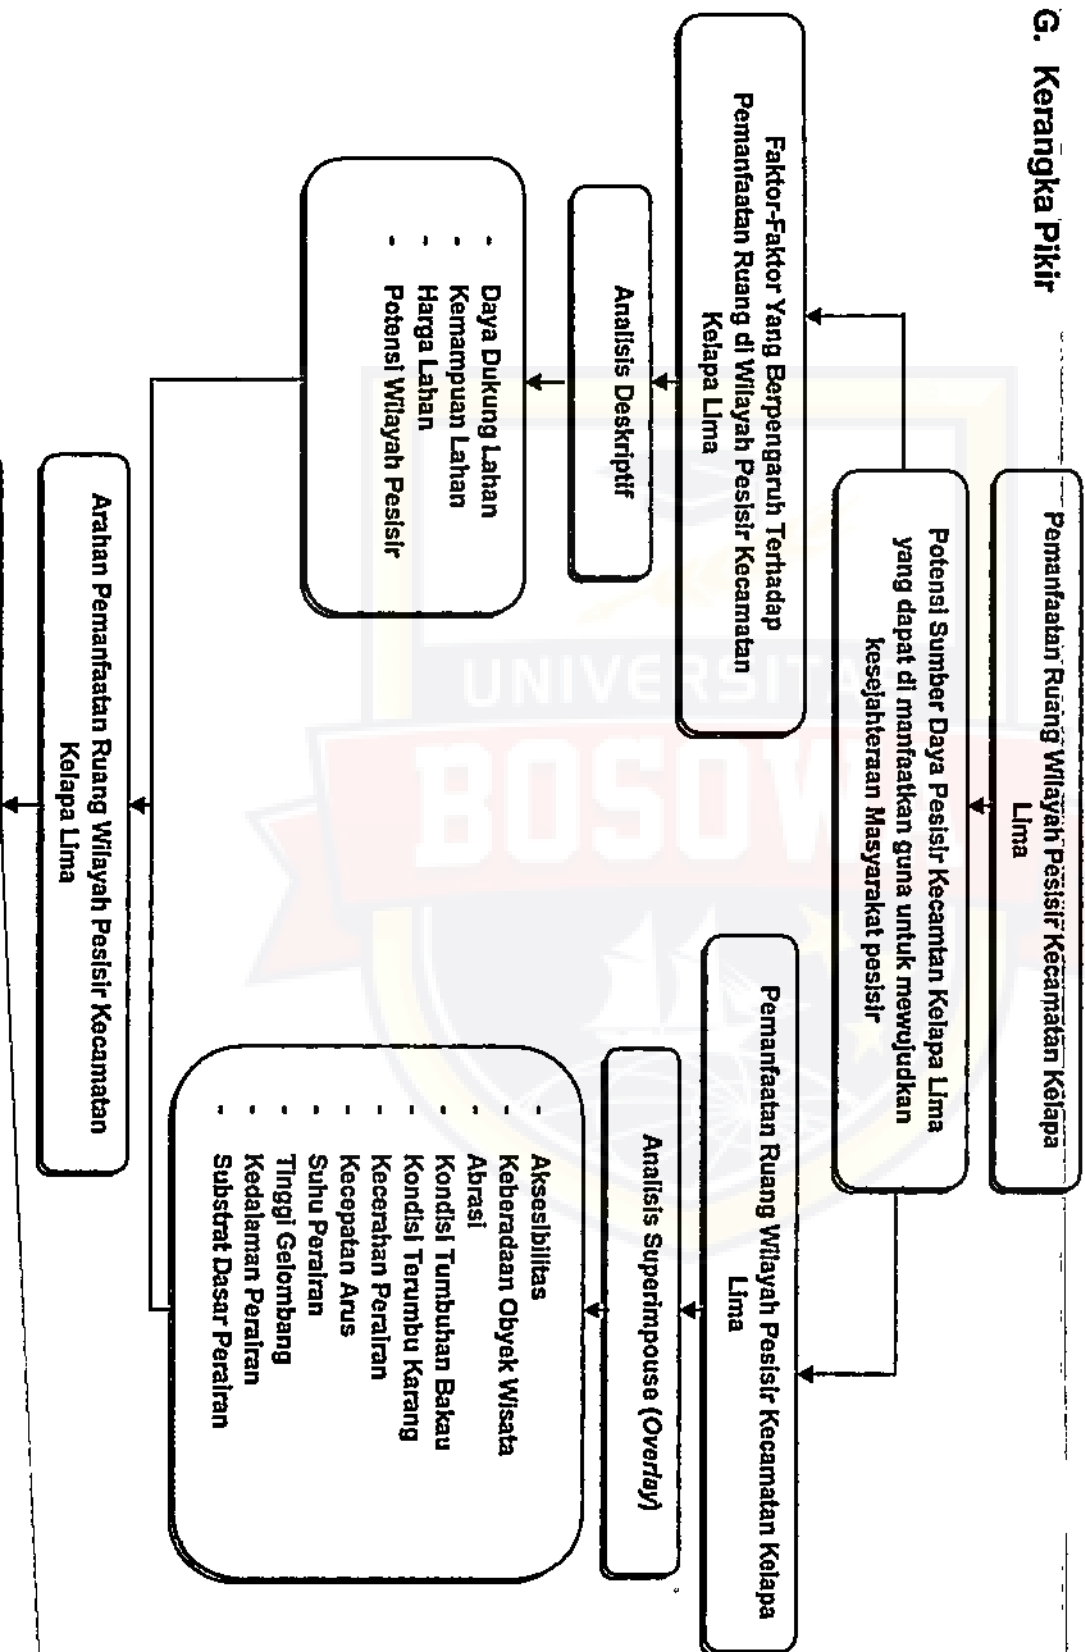 G. Kerangka Pikir
Pemanfaatan Ruang Wilayah Pesisir Kecamatan Kelapa
Lima
Potensi Sumber Daya Pesisir Kecamtan Kelapa Lima
yang dapat di manfaatkan guna untuk mewujudkan
kesejahteraan Masyarakat pesisir
Faktor-Faktor Yang Berpengaruh Terhadap
Pemanfaatan Ruang di Wilayah Pesisir Kecamatan
Kelapa Lima
Analisis Deskriptif
- Daya Dukung Lahan
- Kemampuan Lahan
- Harga Lahan
- Potensi Wilayah Pesisir
Pemanfaatan Ruang Wilayah Pesisir Kecamatan Kelapa
Lima
Analisis Superimpouse (Overlay)
- Aksesibilitas
- Keberadaan Obyek Wisata
- Abrasi
- Kondisi Tumbuhan Bakau
- Kondisi Terumbu Karang
- Kecerahan Perairan
- Kecepatan Arus
- Suhu Perairan
- Tinggi Gelombang
- Kedalaman Perairan
- Substrat Dasar Perairan
Arahan Pemanfaatan Ruang Wilayah Pesisir Kecamatan
Kelapa Lima
UNIVERSITAS
BOSOWA